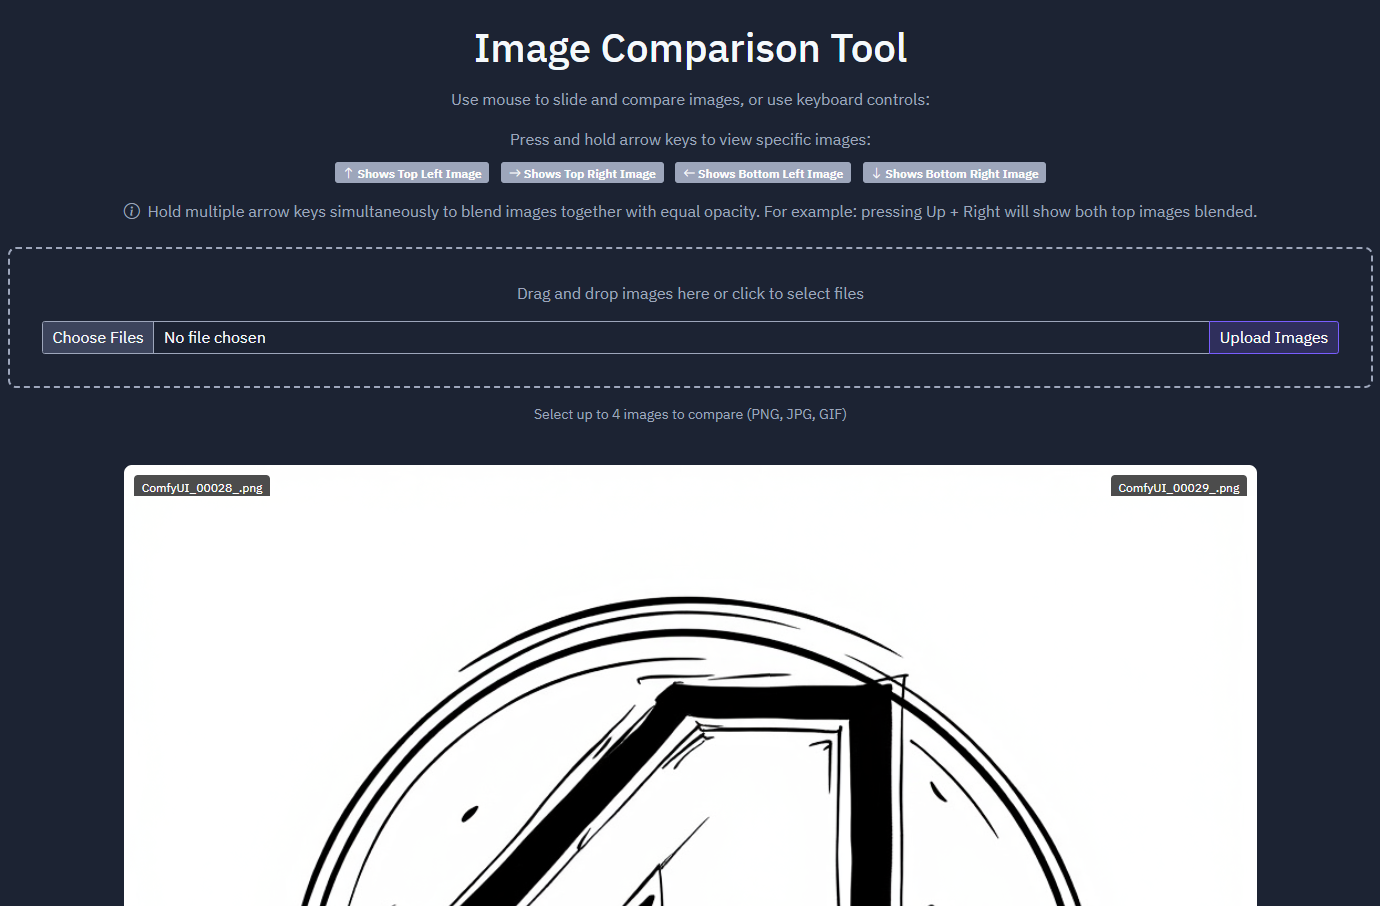 Image Comparison Tool
Use mouse to slide and compare images, or use keyboard controls:
Press and hold arrow keys to view specific images:
↑ Shows Top Left Image → Shows Top Right Image ← Shows Bottom Left Image ↓ Shows Bottom Right Image
Hold multiple arrow keys simultaneously to blend images together with equal opacity. For example: pressing Up + Right will show both top images blended.
Drag and drop images here or click to select files
Choose Files No file chosen Upload Images
Select up to 4 images to compare (PNG, JPG, GIF)
ComfyUI_00028_.png ComfyUI_00029_.png